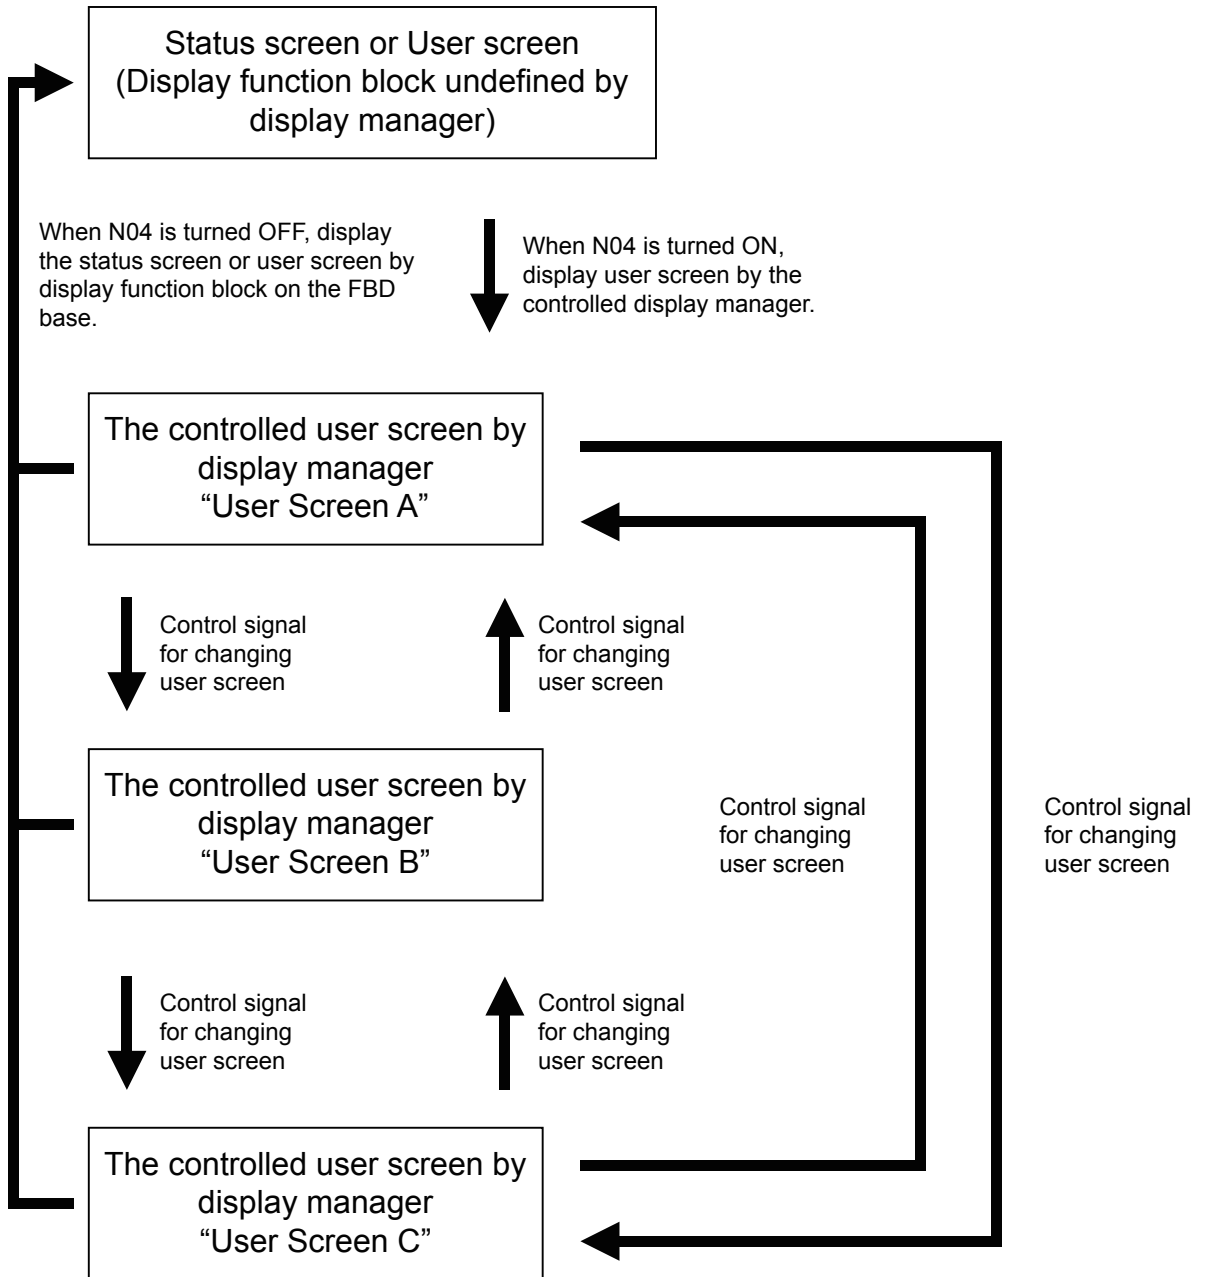 Status screen or User screen
(Display function block undefined by
display manager)
When N04 is turned OFF, display
the status screen or user screen by
display function block on the FBD
base.
When N04 is turned ON,
display user screen by the
controlled display manager.
The controlled user screen by
display manager
“User Screen A”
Control signal
for changing
user screen
Control signal
for changing
user screen
The controlled user screen by
display manager
“User Screen B”
Control signal
for changing
user screen
Control signal
for changing
user screen
Control signal
for changing
user screen
Control signal
for changing
user screen
The controlled user screen by
display manager
“User Screen C”